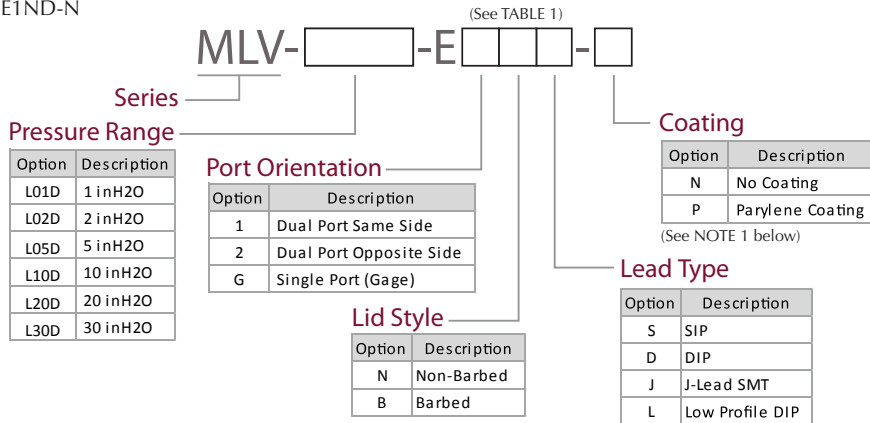 E1ND-N
(See TABLE 1)
MLV- -E -
Series
Pressure Range
Option Description
L01D 1 inH2O
L02D 2 inH2O
L05D 5 inH2O
L10D 10 inH2O
L20D 20 inH2O
L30D 30 inH2O
Port Orientation
Option Description
1 Dual Port Same Side
2 Dual Port Opposite Side
G Single Port (Gage)
Lid Style
Option Description
N Non-Barbed
B Barbed
Coating
Option Description
N No Coating
P Parylene Coating
(See NOTE 1 below)
Lead Type
Option Description
S SIP
D DIP
J J-Lead SMT
L Low Profile DIP